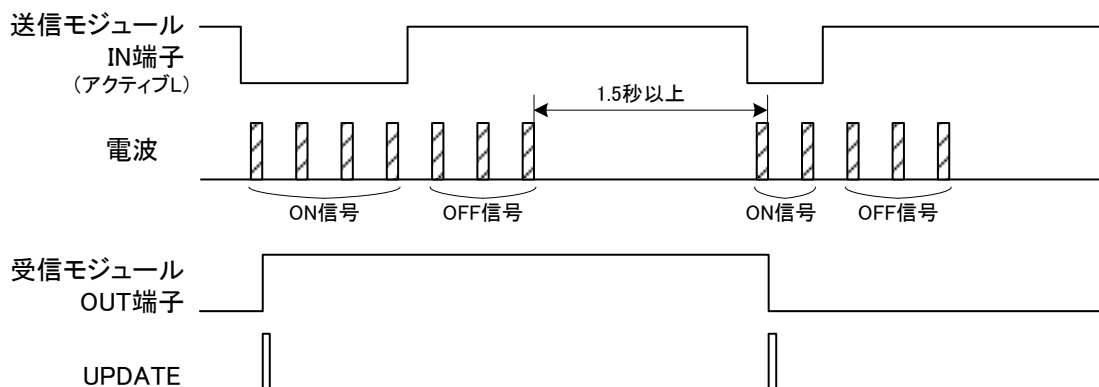 送信モジュール
IN端子
(アクティブL)
1.5秒以上
電波
ON信号
OFF信号
ON信号
OFF信号
受信モジュール
OUT端子
UPDATE